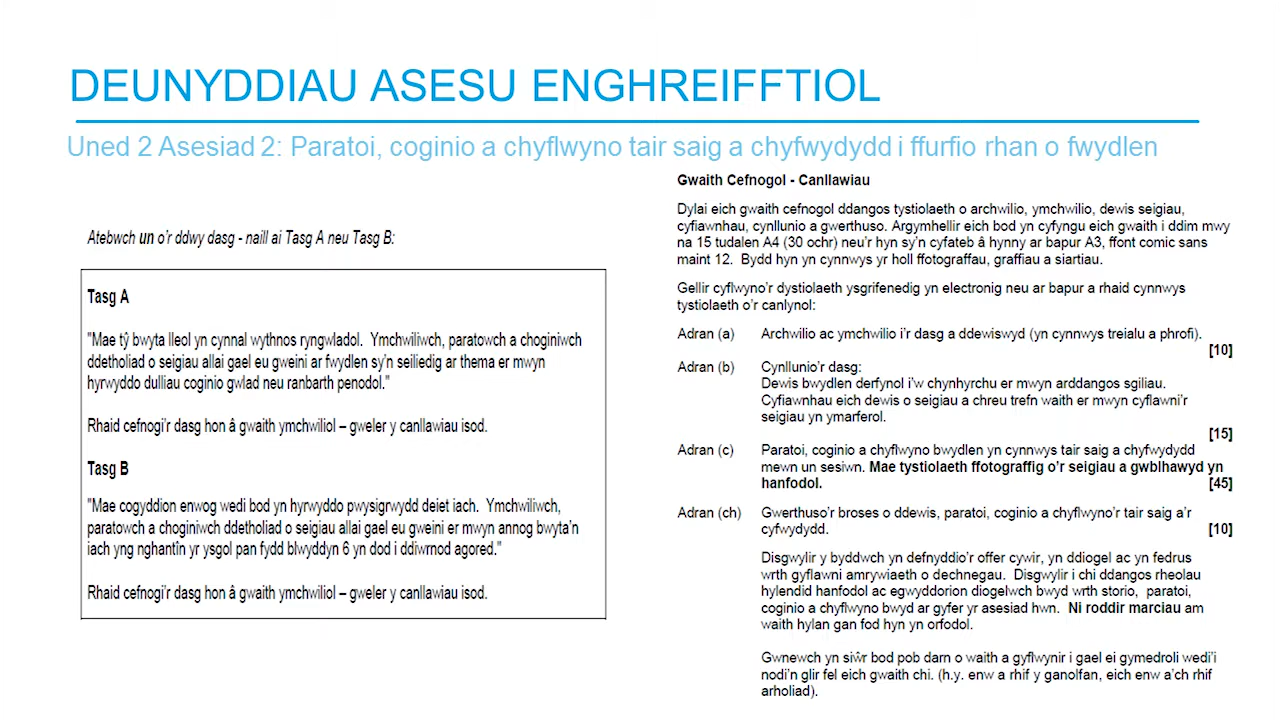 DEUNYDDIAU ASESU ENGHREIFFTIOL
Uned 2 Asesiad 2: Paratoi, coginio a chyflwyno tair saig a chyfwydydd i ffurfio rhan o fwydlen
Atebwch un o'r ddwy dasg - naill ai Tasg A neu Tasg B:
Tasg A
"Mae tŷ bwyta lleol yn cynnal wythnos ryngwladol. Ymchwiliwch, paratowch a choginiwch
ddetholiad o seigiau allai gael eu gweini ar fwydlen sy'n seiliedig ar thema er mwyn
hyrwyddo dulliau coginio gwlad neu ranbarth penodol."
Rhaid cefnogi'r dasg hon â gwaith ymchwiliol – gweler y canllawiau isod.
Tasg B
"Mae cogyddion enwog wedi bod yn hyrwyddo pwysigrwydd deiet iach. Ymchwiliwch,
paratowch a choginiwch ddetholiad o seigiau allai gael eu gweini er mwyn annog bwyta'n
iach yng nghantîn yr ysgol pan fydd blwyddyn 6 yn dod i ddiwrnod agored."
Rhaid cefnogi'r dasg hon â gwaith ymchwiliol – gweler y canllawiau isod.
Gwaith Cefnogol - Canllawiau
Dylai eich gwaith cefnogol ddangos tystiolaeth o archwilio, ymchwilio, dewis seigiau,
cyfiawnhau, cynllunio a gwerthuso. Argymhellir eich bod yn cyfyngu eich gwaith i ddim mwy
na 15 tudalen A4 (30 ochr) neu'r hyn sy'n cyfateb â hynny ar bapur A3, ffont comic sans
maint 12. Bydd hyn yn cynnwys yr holl ffotograffau, graffiau a siartiau.
Gellir cyflwyno'r dystiolaeth ysgrifenedig yn electronig neu ar bapur a rhaid cynnwys
tystiolaeth o'r canlynol:
Adran (a) Archwilio ac ymchwilio i'r dasg a ddewiswyd (yn cynnwys treialu a phrofi).
[10]
Adran (b) Cynllunio'r dasg:
Dewis bwydlen derfynol i'w chynhyrchu er mwyn arddangos sgiliau.
Cyfiawnhau eich dewis o seigiau a chreu trefn waith er mwyn cyflawni'r
seigiau yn ymarferol.
[15]
Adran (c) Paratoi, coginio a chyflwyno bwydlen yn cynnwys tair saig a chyfwydydd
mewn un sesiwn. Mae tystiolaeth ffotograffig o'r seigiau a gwblhawyd yn
hanfodol. [45]
Adran (ch) Gwerthuso'r broses o ddewis, paratoi, coginio a chyflwyno'r tair saig a'r
cyfwydydd. [10]
Disgwylir y byddwch yn defnyddio'r offer cywir, yn ddiogel ac yn fedrus
wrth gyflawni amrywiaeth o dechnegau. Disgwylir i chi ddangos rheolau
hylendid hanfodol ac egwyddorion diogelwch bwyd wrth storio, paratoi,
coginio a chyflwyno bwyd ar gyfer yr asesiad hwn. Ni roddir marciau am
waith hylan gan fod hyn yn orfodol.
Gwnewch yn siŵr bod pob darn o waith a gyflwynir i gael ei gymedroli wedi'i
nodi'n glir fel eich gwaith chi. (h.y. enw a rhif y ganolfan, eich enw a'ch rhif
arholiad).